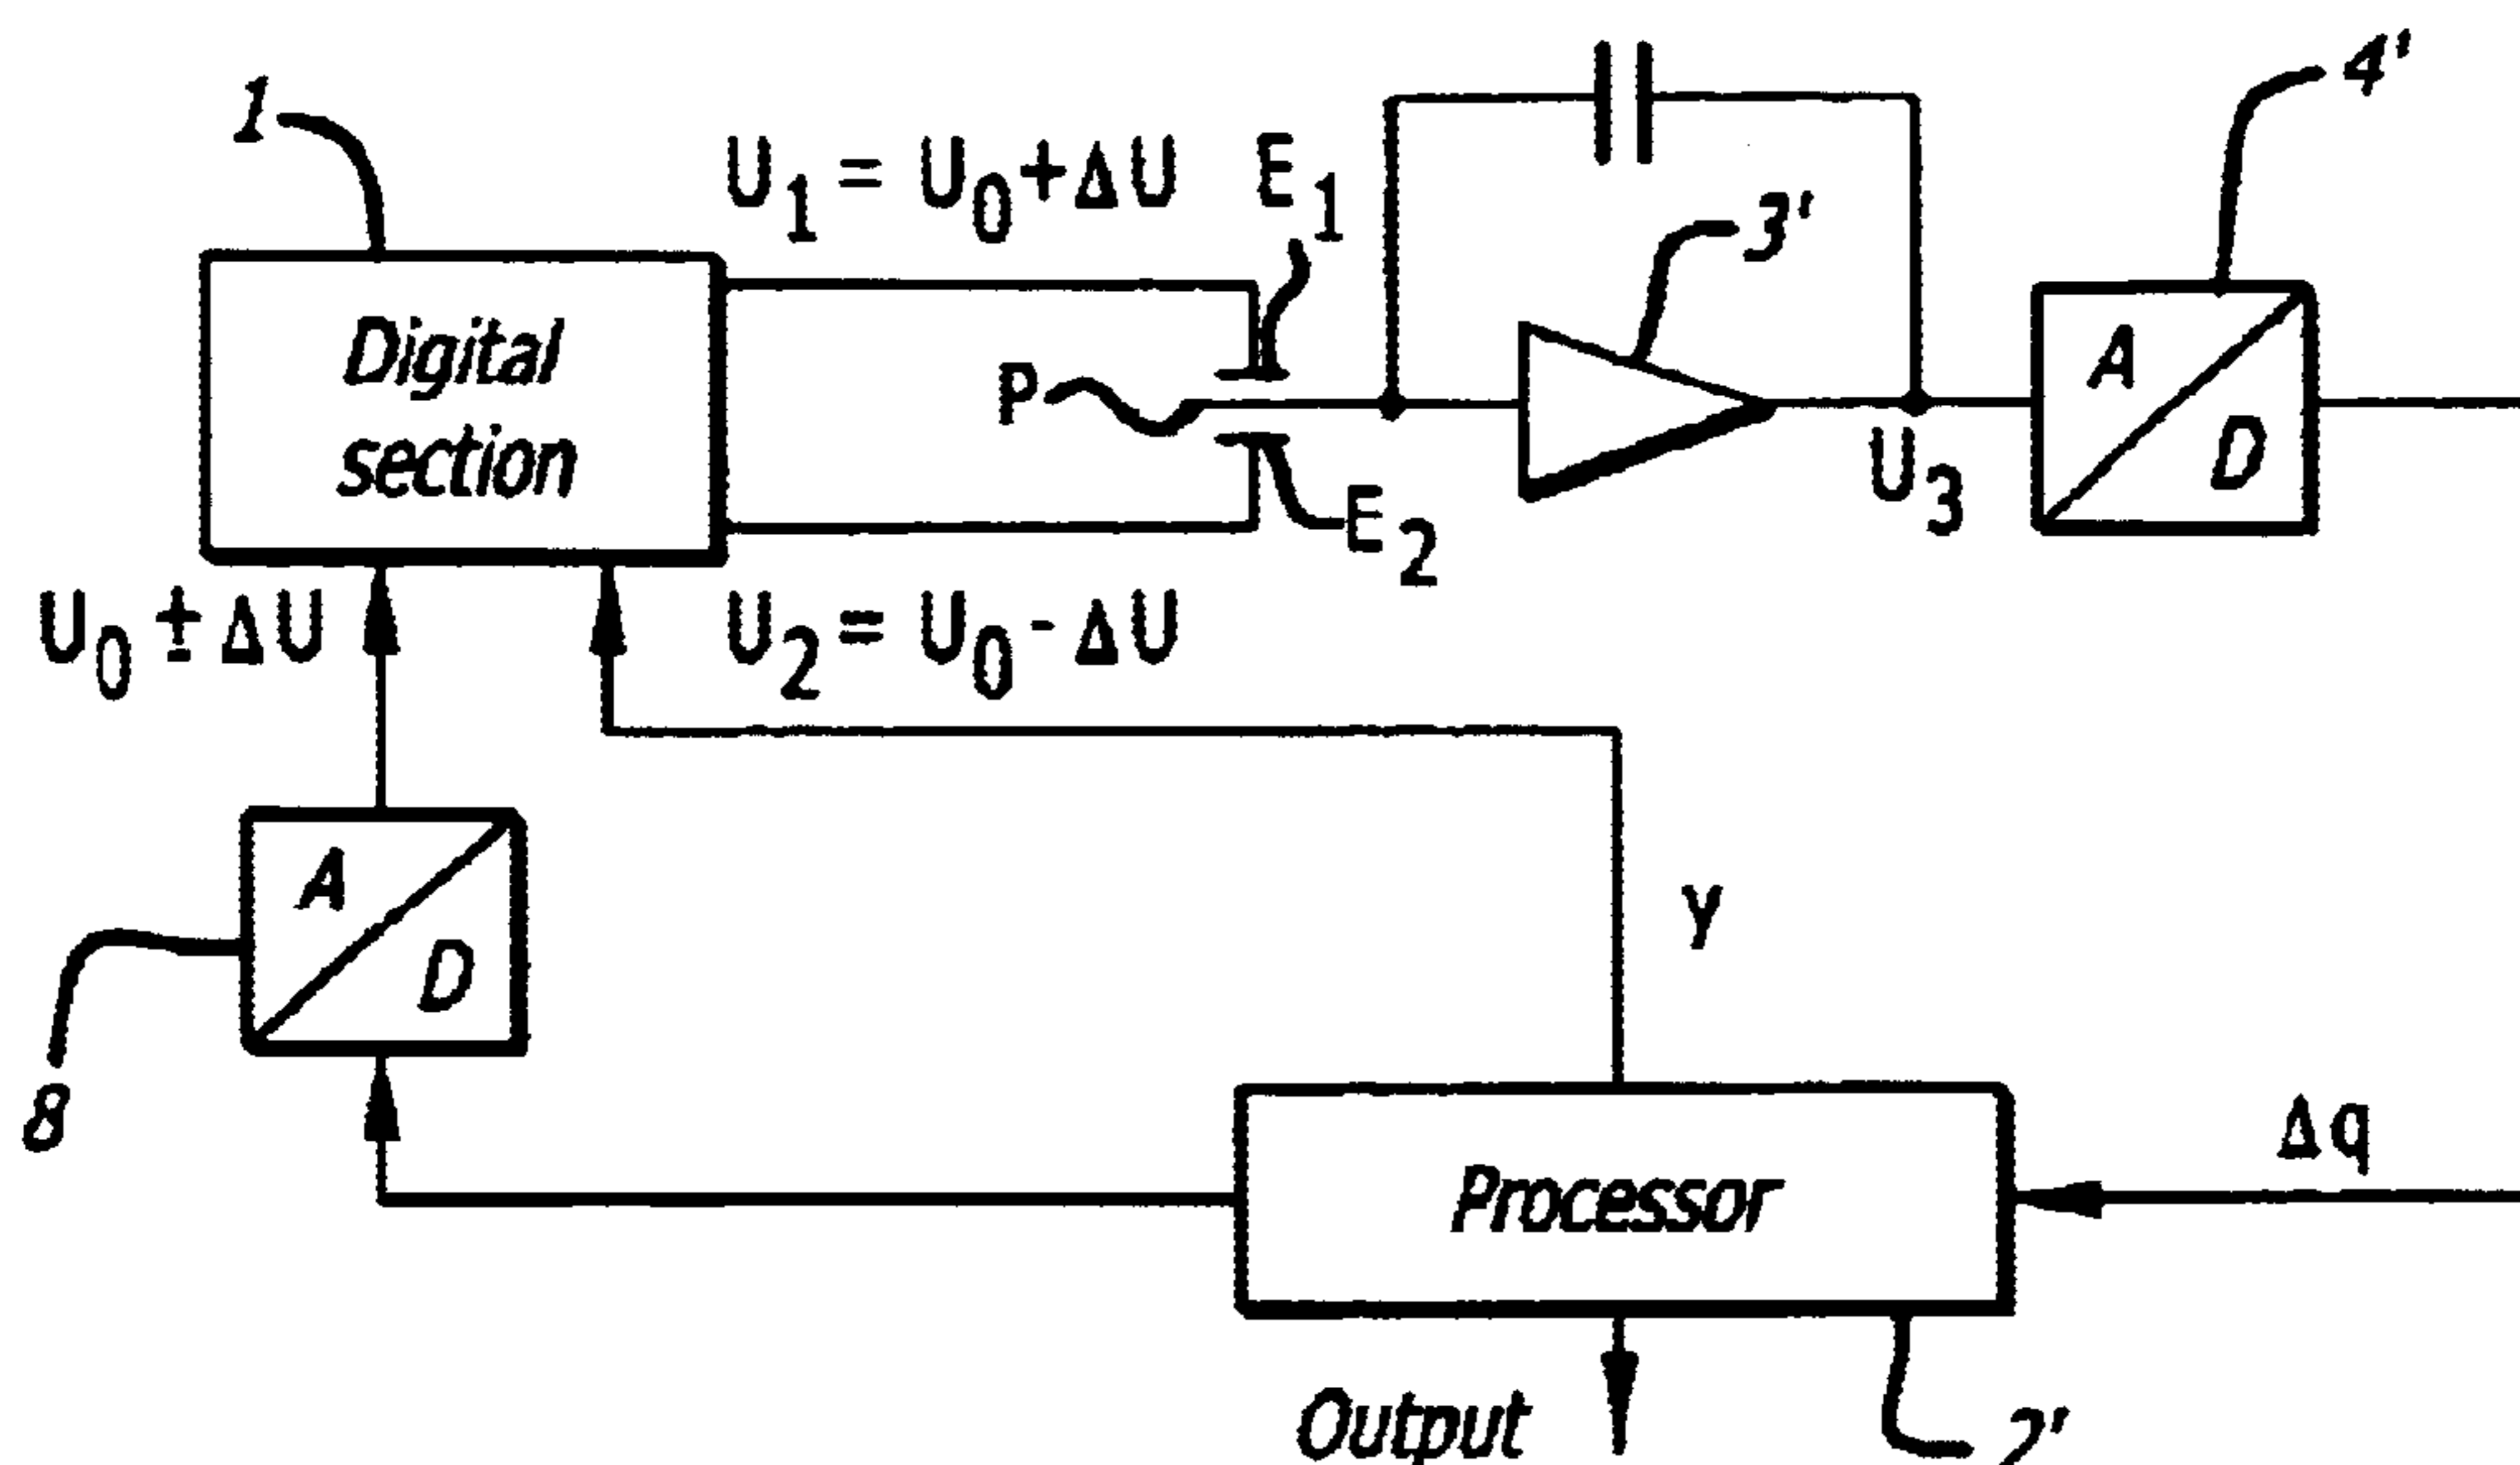 1
4'
U₁ = U₀+ΔU E₁
3'
Digital
section
P
A
D
E₂
U₃
U₀±ΔU
U₂= U₀-ΔU
A
D
y
8
Δq
Processor
Output
2'